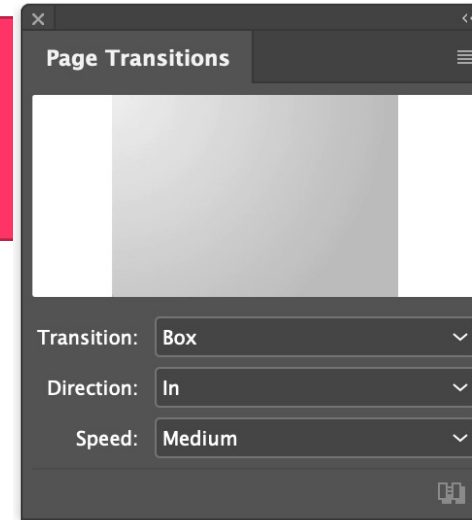 Page Transitions
Transition: Box
Direction: In
Speed: Medium